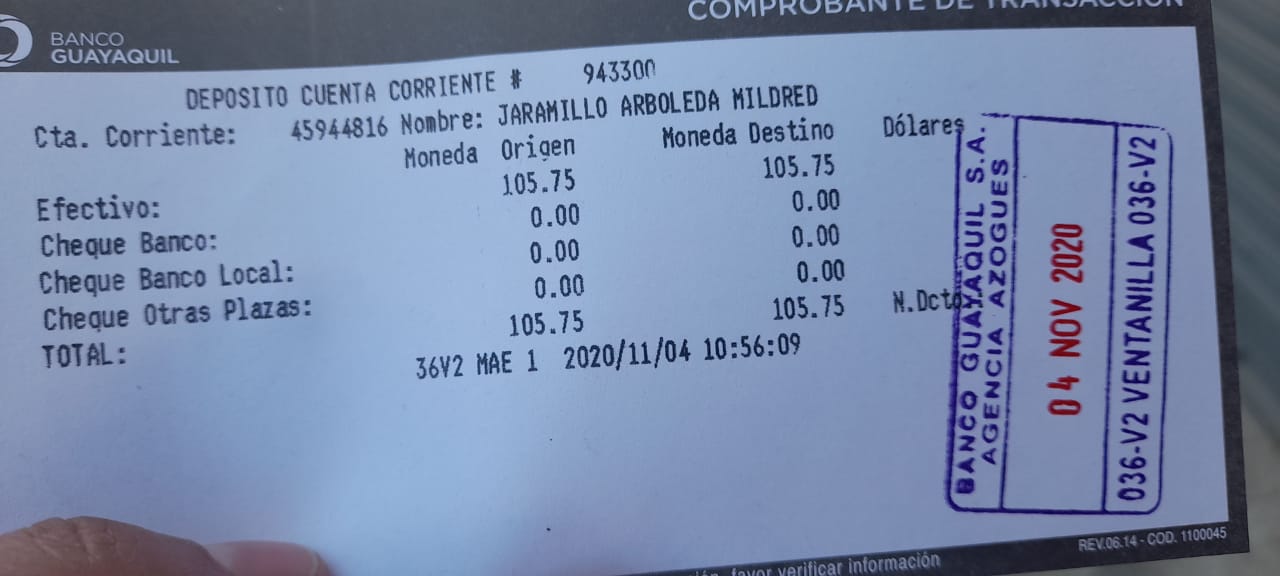 COMPROBANTE DE TRANSACCIÓN
BANCO
GUAYAQUIL
DEPOSITO CUENTA CORRIENTE # 943300
Cta. Corriente: 45944816 Nombre: JARAMILLO ARBOLEDA MILDRED
Moneda Origen Moneda Destino Dólares
Efectivo: 105.75 105.75
Cheque Banco: 0.00 0.00
Cheque Banco Local: 0.00 0.00
Cheque Otras Plazas: 0.00 0.00
TOTAL: 105.75 105.75 N.Dcto
36V2 MAE 1 2020/11/04 10:56:09
BANCO GUAYAQUIL S.A.
AGENCIA AZOGUES
04 NOV 2020
036-V2 VENTANILLA 036-V2
REV.06.14 - COD. 1100045
favor verificar información